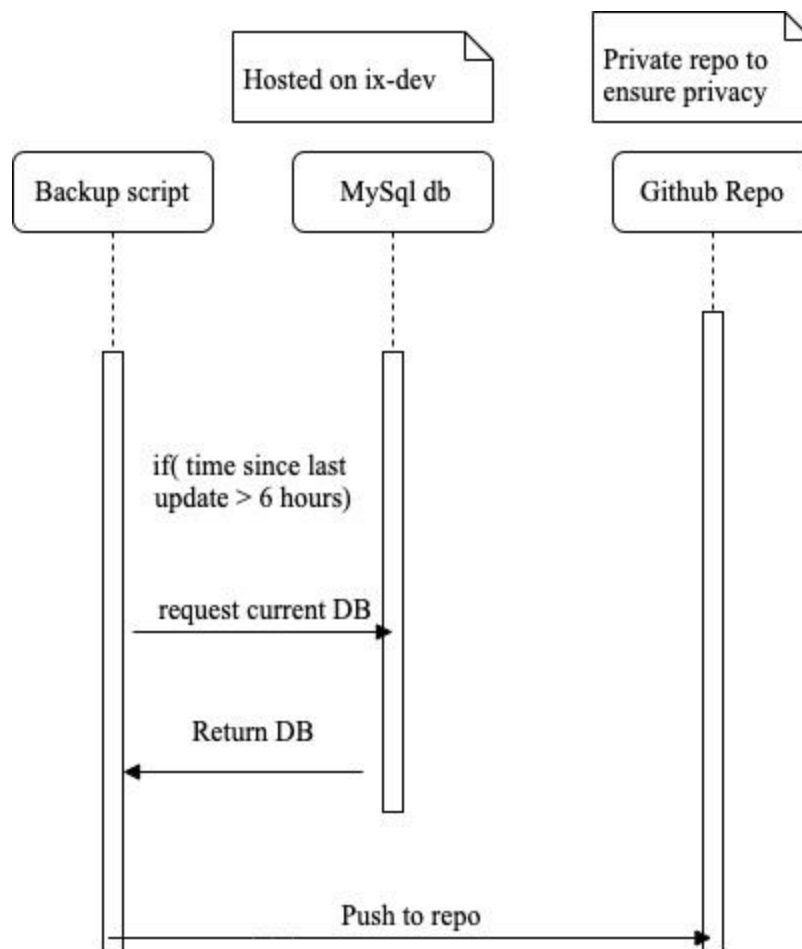 Hosted on ix-dev
Private repo to
ensure privacy
Backup script
MySql db
Github Repo
if( time since last
update > 6 hours)
request current DB
Return DB
Push to repo